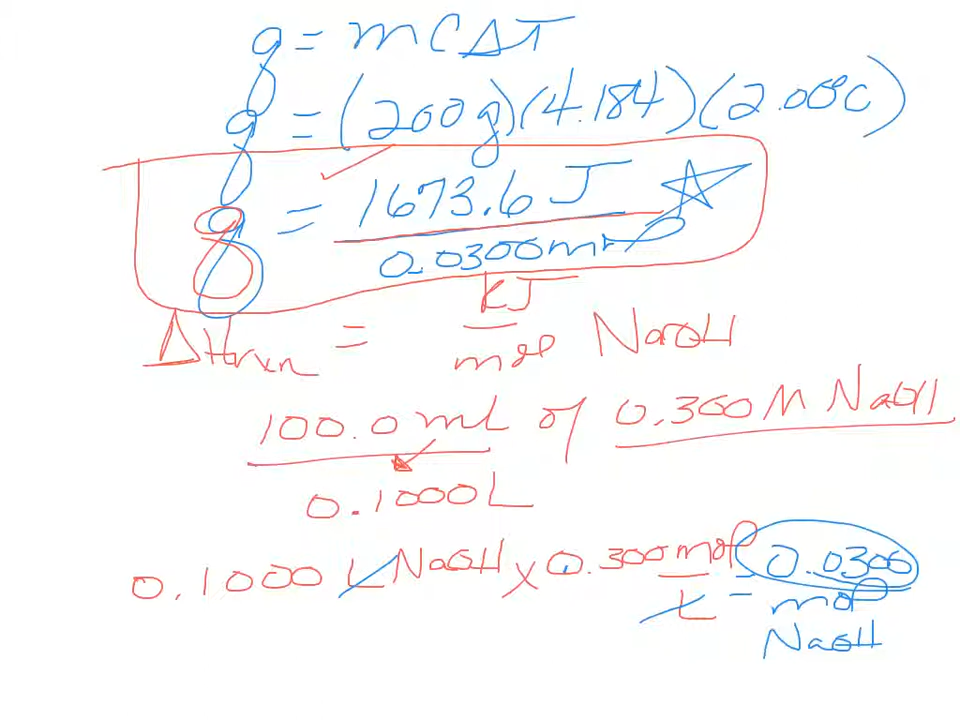 q = mCΔT
q = (200g)(4.184)(2.00°C)
q = 1673.6 J
0.0300 mol
ΔHrxn = kJ/mol NaOH
100.0 mL of 0.300 M NaOH
0.1000 L
0.1000 L NaOH x 0.300 mol/L = 0.0300
= mol
NaOH